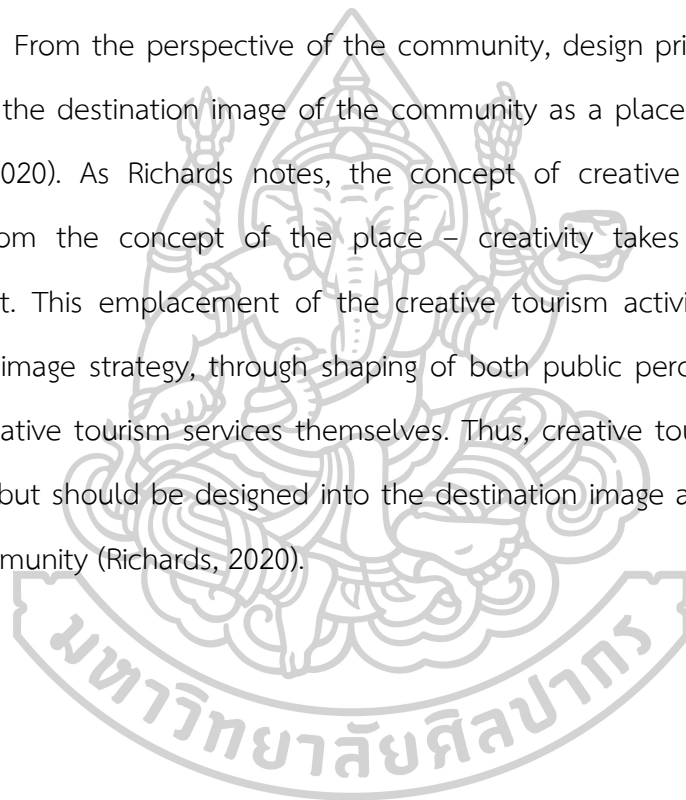 From the perspective of the community, design pri
the destination image of the community as a place
020). As Richards notes, the concept of creative
om the concept of the place – creativity takes
t. This emplacement of the creative tourism activi
image strategy, through shaping of both public perc
ative tourism services themselves. Thus, creative tou
but should be designed into the destination image a
mmunity (Richards, 2020).
มหาวิทยาลัยศิลปากร